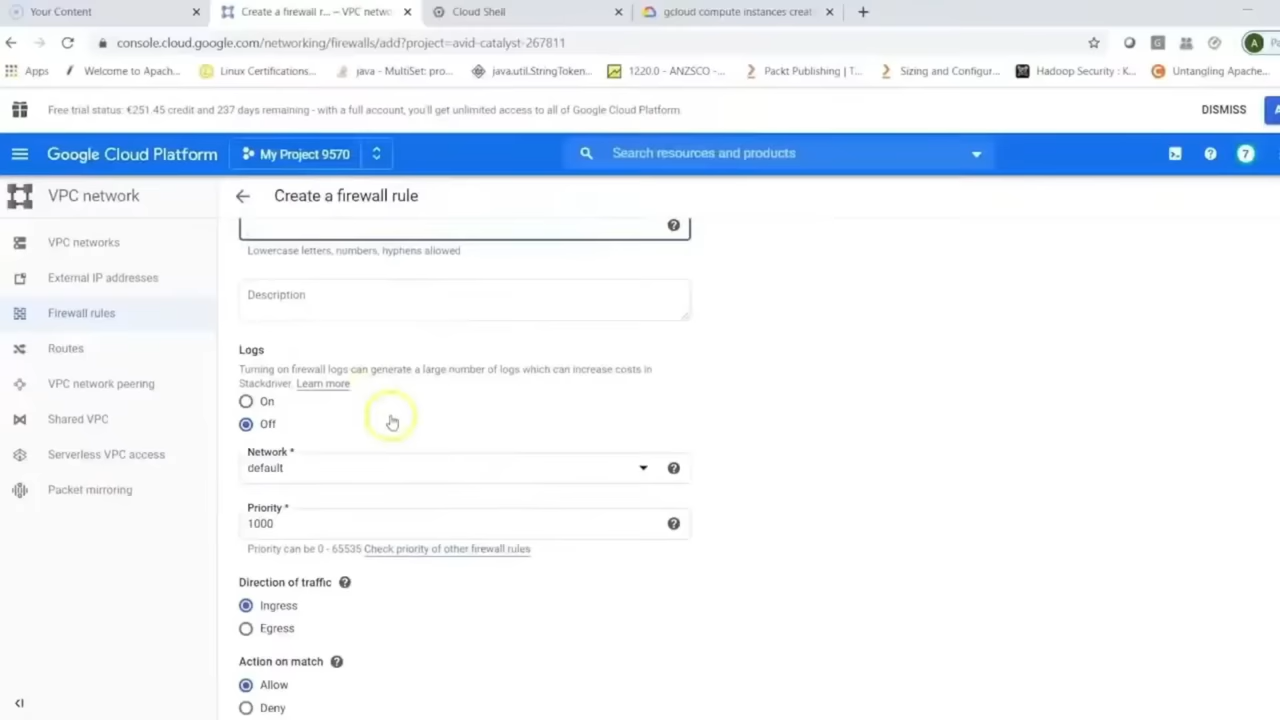 Your Content
Create a firewall r... – VPC netwo
Cloud Shell
gcloud compute instances creat
console.cloud.google.com/networking/firewalls/add?project=avid-catalyst-267811
A
Apps
Welcome to Apach...
Linux Certifications...
java - MultiSet: pro...
java.util.StringToken...
1220.0 - ANZSCO -...
Packt Publishing | T...
Sizing and Configur...
Hadoop Security : K...
Untangling Apache...
Free trial status: €251.45 credit and 237 days remaining - with a full account, you'll get unlimited access to all of Google Cloud Platform.
DISMISS
Google Cloud Platform
My Project 9570
Search resources and products
7
VPC network
Create a firewall rule
VPC networks
External IP addresses
Firewall rules
Routes
VPC network peering
Shared VPC
Serverless VPC access
Packet mirroring
Lowercase letters, numbers, hyphens allowed
Description
Logs
Turning on firewall logs can generate a large number of logs which can increase costs in
Stackdriver. Learn more
On
Off
Network *
default
Priority *
1000
Priority can be 0 - 65535 Check priority of other firewall rules
Direction of traffic
Ingress
Egress
Action on match
Allow
Deny